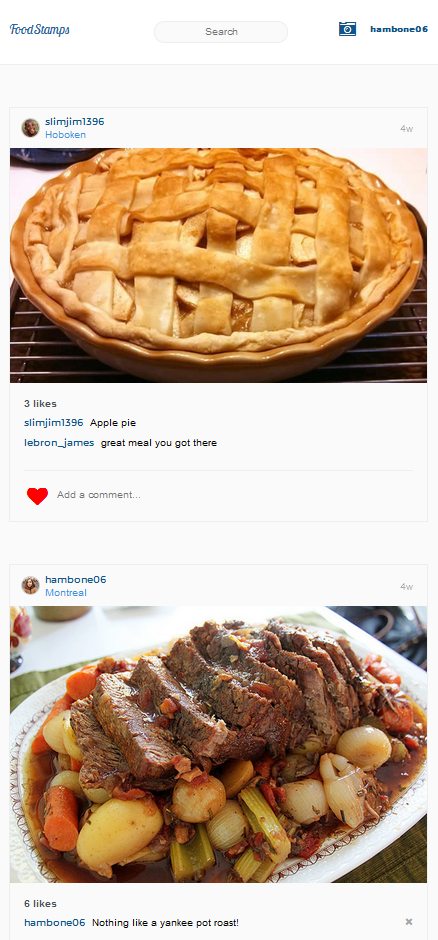 FoodStamps
Search
hambone06
slimjim1396
Hoboken
4w
3 likes
slimjim1396 Apple pie
lebron_james great meal you got there
Add a comment...
hambone06
Montreal
4w
6 likes
hambone06 Nothing like a yankee pot roast!